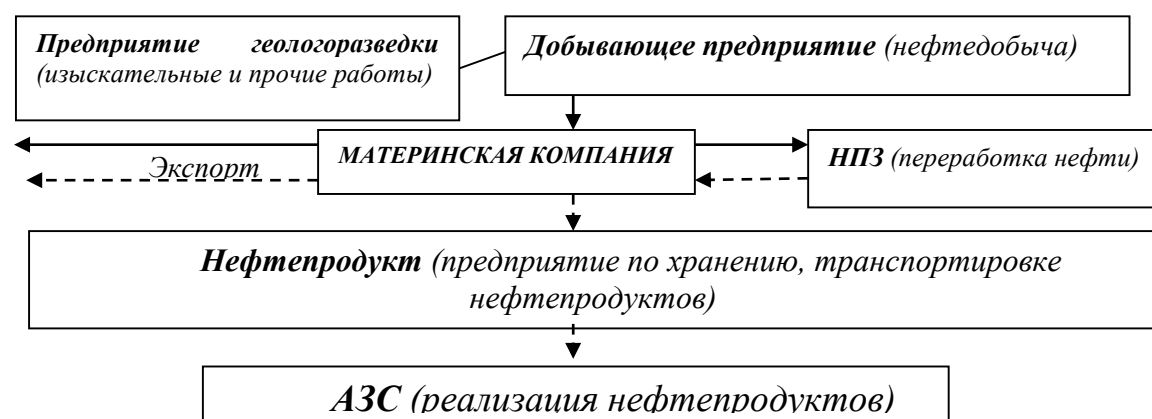 Предприятие геологоразведки
(изыскательные и прочие работы)
Добывающее предприятие (нефтедобыча)
МАТЕРИНСКАЯ КОМПАНИЯ
НПЗ (переработка нефти)
Экспорт
Нефтепродукт (предприятие по хранению, транспортировке
нефтепродуктов)
АЗС (реализация нефтепродуктов)